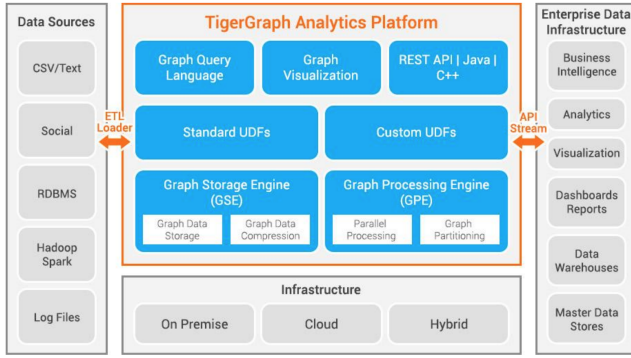 Data Sources
CSV/Text
Social
RDBMS
Hadoop
Spark
Log Files
ETL
Loader
TigerGraph Analytics Platform
Graph Query
Language
Graph
Visualization
REST API | Java |
C++
Standard UDFs
Custom UDFs
Graph Storage Engine
(GSE)
Graph Data
Storage
Graph Data
Compression
Graph Processing Engine
(GPE)
Parallel
Processing
Graph
Partitioning
Infrastructure
On Premise
Cloud
Hybrid
API
Stream
Enterprise Data
Infrastructure
Business
Intelligence
Analytics
Visualization
Dashboards
Reports
Data
Warehouses
Master Data
Stores